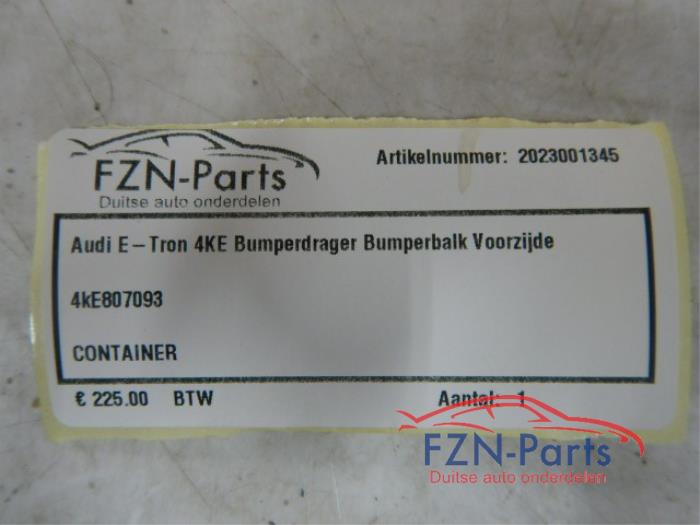 FZN-Parts
Duitse auto onderdelen
Artikelnummer: 2023001345
Audi E-Tron 4KE Bumperdrager Bumperbalk Voorzijde
4kE807093
CONTAINER
€ 225.00 BTW
Aantal: 1
FZN-Parts
Duitse auto onderdelen